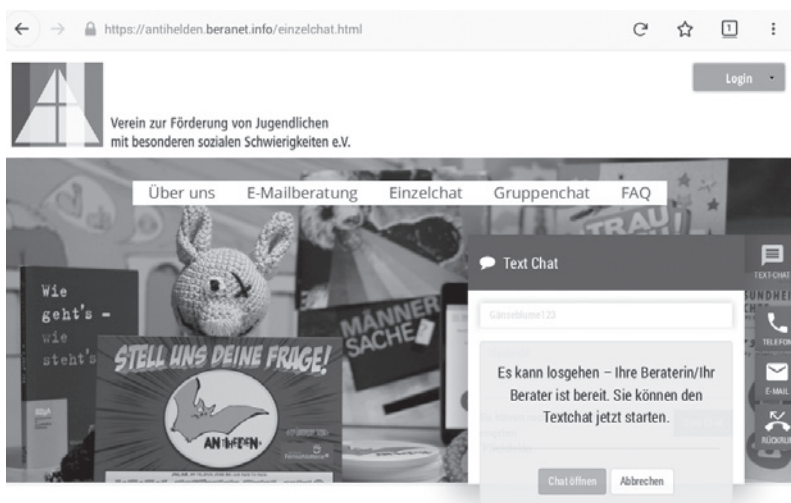 https://antihelden.beranet.info/einzelchat.html
1
Login
Verein zur Förderung von Jugendlichen
mit besonderen sozialen Schwierigkeiten e.V.
Über uns E-Mailberatung Einzelchat Gruppenchat FAQ
TRAU
Text Chat
TEXT-CHAT
Gänseblume123
Wie
geht's –
wie
steht's
MÄNNER
SACHE
TELEFON
STELL UNS DEINE FRAGE!
Es kann losgehen – Ihre Beraterin/Ihr
Berater ist bereit. Sie können den
Textchat jetzt starten.
E-MAIL
ANTIHELDEN
RÜCKRUF
Chat öffnen Abbrechen